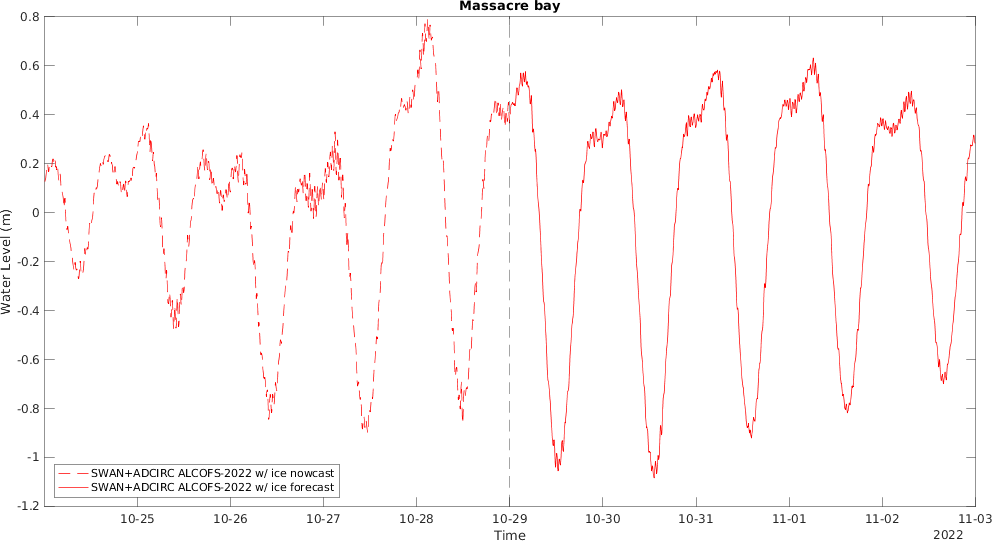 Massacre bay
0.8
0.6
0.4
0.2
0
-0.2
-0.4
-0.6
-0.8
-1
-1.2
Water Level (m)
SWAN+ADCIRC ALCOFS-2022 w/ ice nowcast
SWAN+ADCIRC ALCOFS-2022 w/ ice forecast
10-25 10-26 10-27 10-28 10-29 10-30 10-31 11-01 11-02 11-03
Time
2022